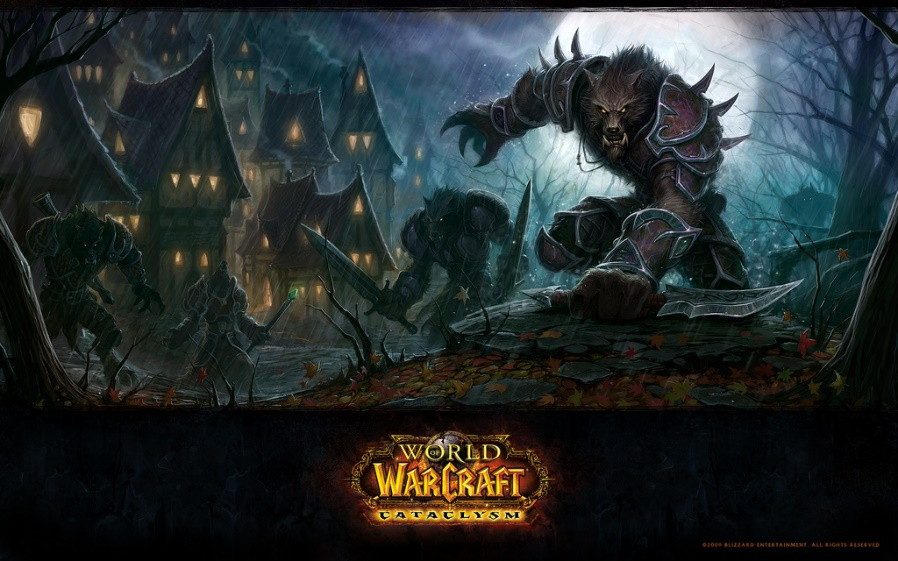 WORLD
OF
WARCRAFT
CATACLYSM
©2009 BLIZZARD ENTERTAINMENT. ALL RIGHTS RESERVED